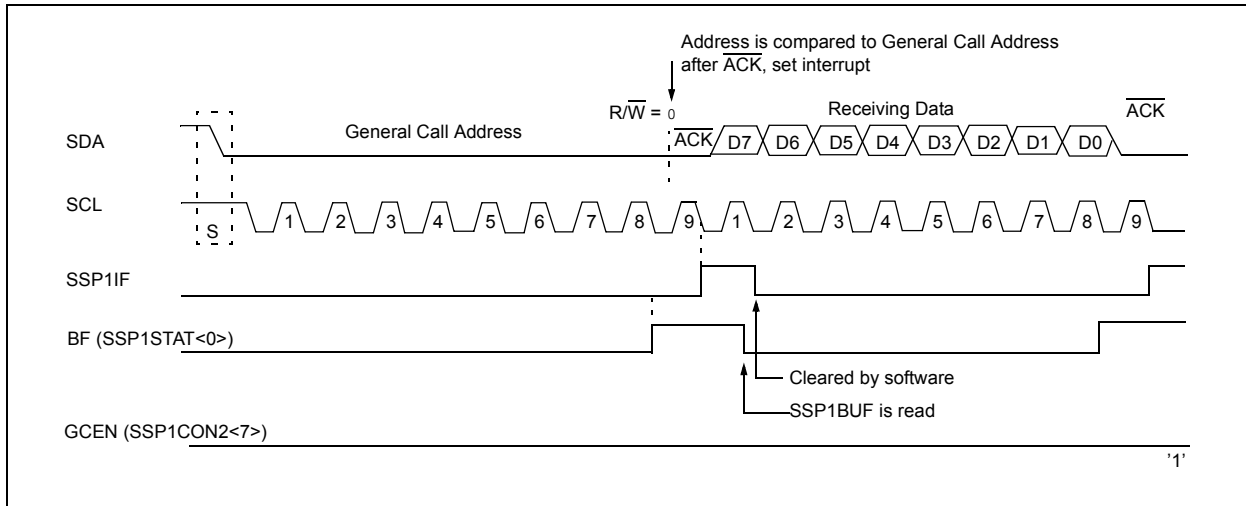 Address is compared to General Call Address
after ACK, set interrupt
R/W = 0
Receiving Data
ACK
General Call Address
SDA
ACK
D7 D6 D5 D4 D3 D2 D1 D0
SCL
S
1 2 3 4 5 6 7 8 9 1 2 3 4 5 6 7 8 9
SSP1IF
BF (SSP1STAT<0>)
Cleared by software
SSP1BUF is read
GCEN (SSP1CON2<7>)
'1'